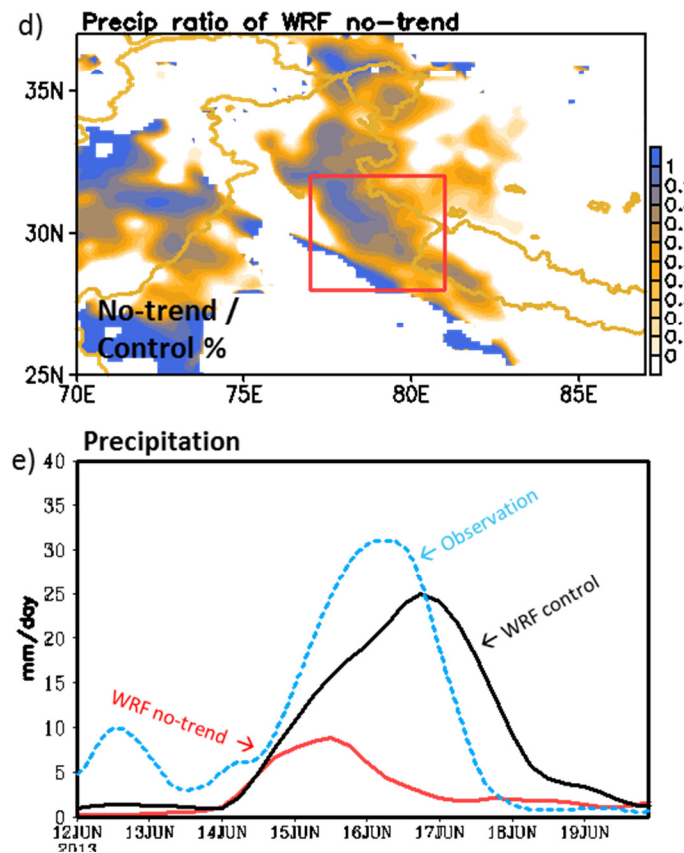 d) Precip ratio of WRF no-trend
35N
30N
25N
No-trend /
Control %
1
0
70E 75E 80E 85E
e) Precipitation
40
35
30
25
20
15
10
5
0
mm/day
← Observation
← WRF control
WRF no-trend →
12JUN 13JUN 14JUN 15JUN 16JUN 17JUN 18JUN 19JUN
2013